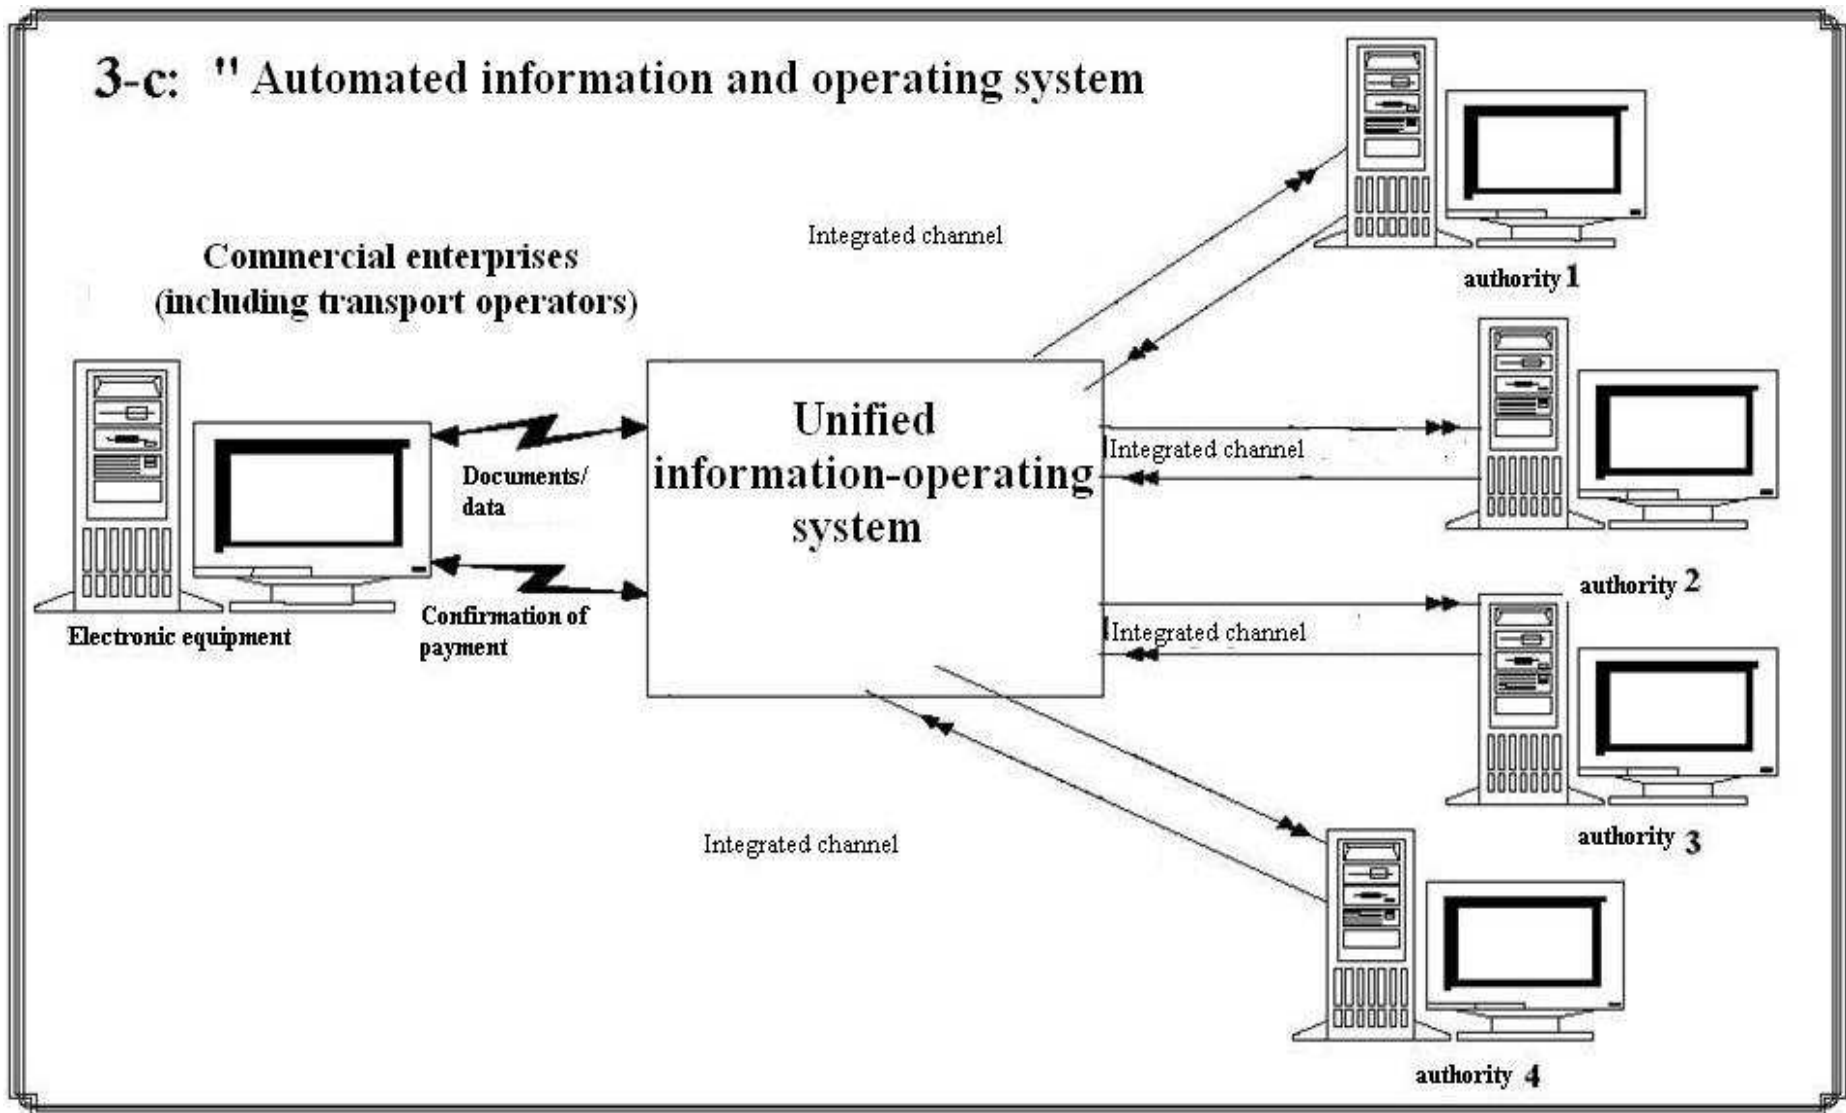 3-c: " Automated information and operating system
Integrated channel
authority 1
Commercial enterprises
(including transport operators)
Unified
information-operating
system
Documents/
data
Confirmation of
payment
Electronic equipment
Integrated channel
authority 2
Integrated channel
authority 3
Integrated channel
authority 4